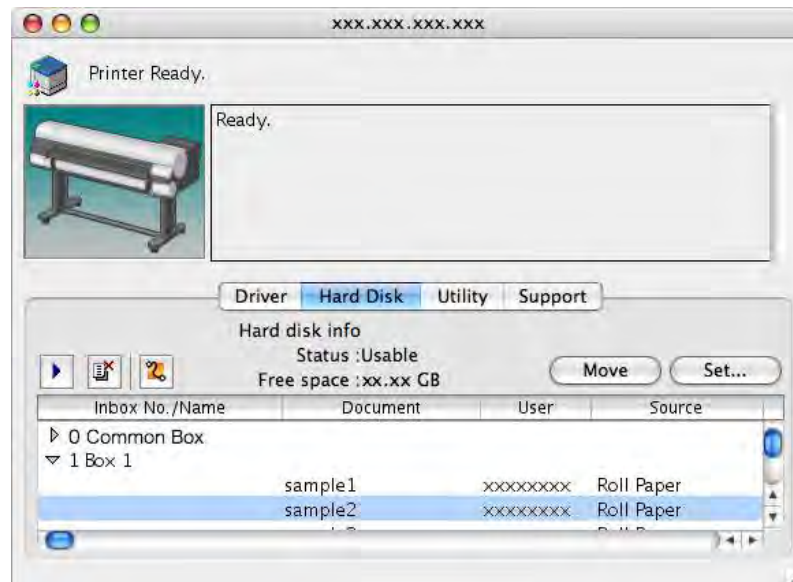 xxx.xxx.xxx.xxx
Printer Ready.
Ready.
Driver Hard Disk Utility Support
Hard disk info
Status :Usable
Free space :xx.xx GB
Move Set...
Inbox No./Name Document User Source
0 Common Box
1 Box 1
sample1 xxxxxxxx Roll Paper
sample2 xxxxxxxx Roll Paper